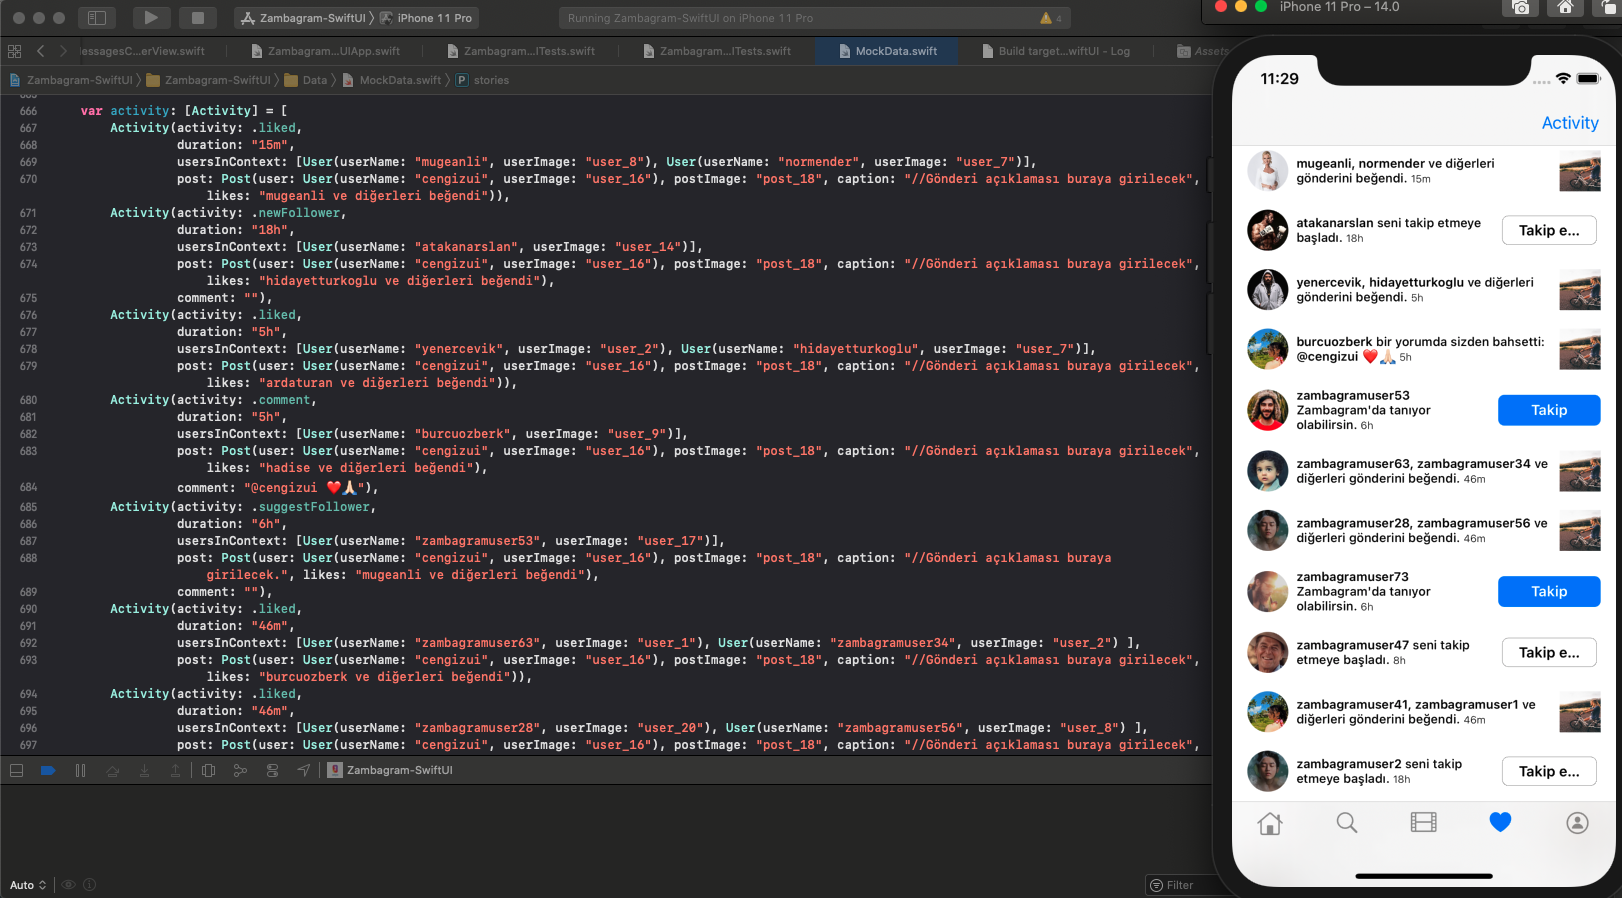 Zambagram-SwiftUI 〉 iPhone 11 Pro
Running Zambagram-SwiftUI on iPhone 11 Pro
4
iPhone 11 Pro – 14.0
essagesC...erView.swift
Zambagram...UIApp.swift
Zambagram...ITests.swift
Zambagram...ITests.swift
MockData.swift
Build target...wiftUI - Log
Assets
Zambagram-SwiftUI 〉 Zambagram-SwiftUI 〉 Data 〉 MockData.swift 〉 P stories
666 var activity: [Activity] = [
667 Activity(activity: .liked,
668 duration: "15m",
669 usersInContext: [User(userName: "mugeanli", userImage: "user_8"), User(userName: "normender", userImage: "user_7")],
670 post: Post(user: User(userName: "cengizui", userImage: "user_16"), postImage: "post_18", caption: "//Gönderi açıklaması buraya girilecek",
likes: "mugeanli ve diğerleri beğendi")),
671 Activity(activity: .newFollower,
672 duration: "18h",
673 usersInContext: [User(userName: "atakanarslan", userImage: "user_14")],
674 post: Post(user: User(userName: "cengizui", userImage: "user_16"), postImage: "post_18", caption: "//Gönderi açıklaması buraya girilecek",
likes: "hidayetturkoglu ve diğerleri beğendi"),
675 comment: ""),
676 Activity(activity: .liked,
677 duration: "5h",
678 usersInContext: [User(userName: "yenercevik", userImage: "user_2"), User(userName: "hidayetturkoglu", userImage: "user_7")],
679 post: Post(user: User(userName: "cengizui", userImage: "user_16"), postImage: "post_18", caption: "//Gönderi açıklaması buraya girilecek",
likes: "ardaturan ve diğerleri beğendi")),
680 Activity(activity: .comment,
681 duration: "5h",
682 usersInContext: [User(userName: "burcuozberk", userImage: "user_9")],
683 post: Post(user: User(userName: "cengizui", userImage: "user_16"), postImage: "post_18", caption: "//Gönderi açıklaması buraya girilecek",
likes: "hadise ve diğerleri beğendi"),
684 comment: "@cengizui ❤️🙏🏻"),
685 Activity(activity: .suggestFollower,
686 duration: "6h",
687 usersInContext: [User(userName: "zambagramuser53", userImage: "user_17")],
688 post: Post(user: User(userName: "cengizui", userImage: "user_16"), postImage: "post_18", caption: "//Gönderi açıklaması buraya
girilecek.", likes: "mugeanli ve diğerleri beğendi"),
689 comment: ""),
690 Activity(activity: .liked,
691 duration: "46m",
692 usersInContext: [User(userName: "zambagramuser63", userImage: "user_1"), User(userName: "zambagramuser34", userImage: "user_2") ],
693 post: Post(user: User(userName: "cengizui", userImage: "user_16"), postImage: "post_18", caption: "//Gönderi açıklaması buraya girilecek",
likes: "burcuozberk ve diğerleri beğendi")),
694 Activity(activity: .liked,
695 duration: "46m",
696 usersInContext: [User(userName: "zambagramuser28", userImage: "user_20"), User(userName: "zambagramuser56", userImage: "user_8") ],
697 post: Post(user: User(userName: "cengizui", userImage: "user_16"), postImage: "post_18", caption: "//Gönderi açıklaması buraya girilecek",
Zambagram-SwiftUI
Auto
Filter
11:29
Activity
mugeanli, normender ve diğerleri
gönderini beğendi. 15m
atakanarslan seni takip etmeye
başladı. 18h
Takip e...
yenercevik, hidayetturkoglu ve diğerleri
gönderini beğendi. 5h
burcuozberk bir yorumda sizden bahsetti:
@cengizui ❤️🙏🏻 5h
zambagramuser53
Zambagram'da tanıyor
olabilirsin. 6h
Takip
zambagramuser63, zambagramuser34 ve
diğerleri gönderini beğendi. 46m
zambagramuser28, zambagramuser56 ve
diğerleri gönderini beğendi. 46m
zambagramuser73
Zambagram'da tanıyor
olabilirsin. 6h
Takip
zambagramuser47 seni takip
etmeye başladı. 8h
Takip e...
zambagramuser41, zambagramuser1 ve
diğerleri gönderini beğendi. 46m
zambagramuser2 seni takip
etmeye başladı. 18h
Takip e...